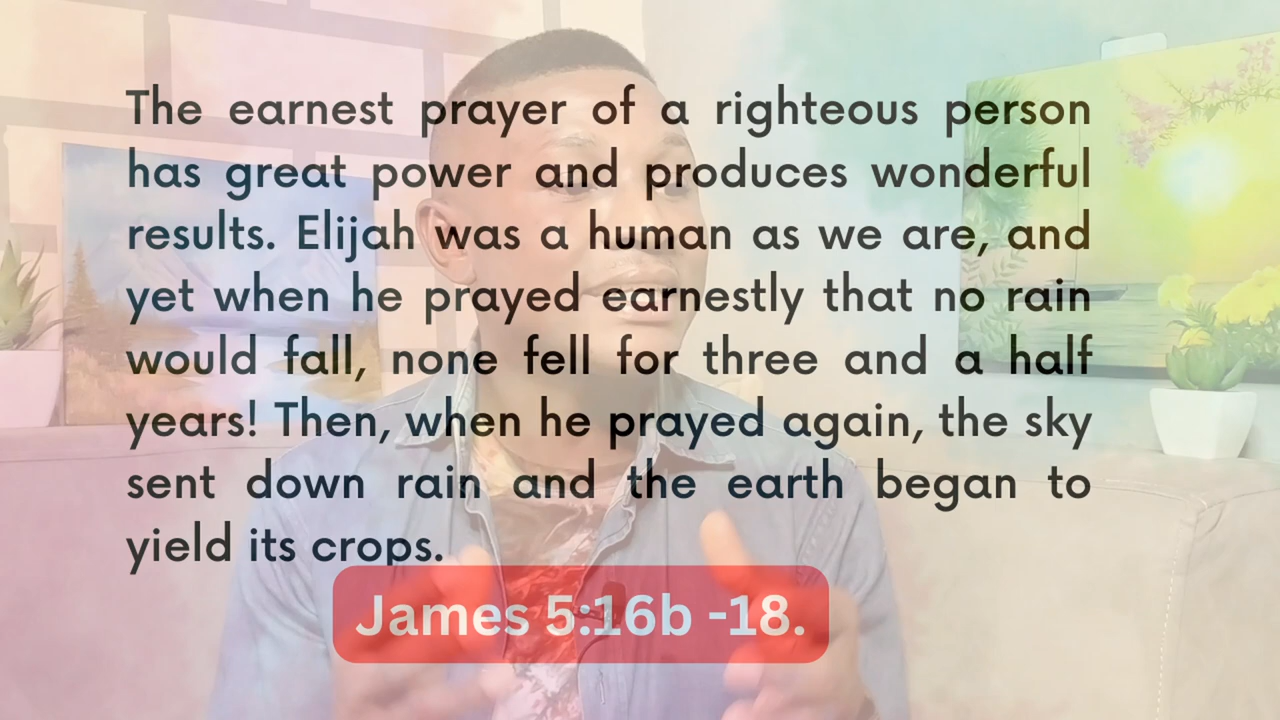 The earnest prayer of a righteous person
has great power and produces wonderful
results. Elijah was a human as we are, and
yet when he prayed earnestly that no rain
would fall, none fell for three and a half
years! Then, when he prayed again, the sky
sent down rain and the earth began to
yield its crops.
James 5:16b -18.